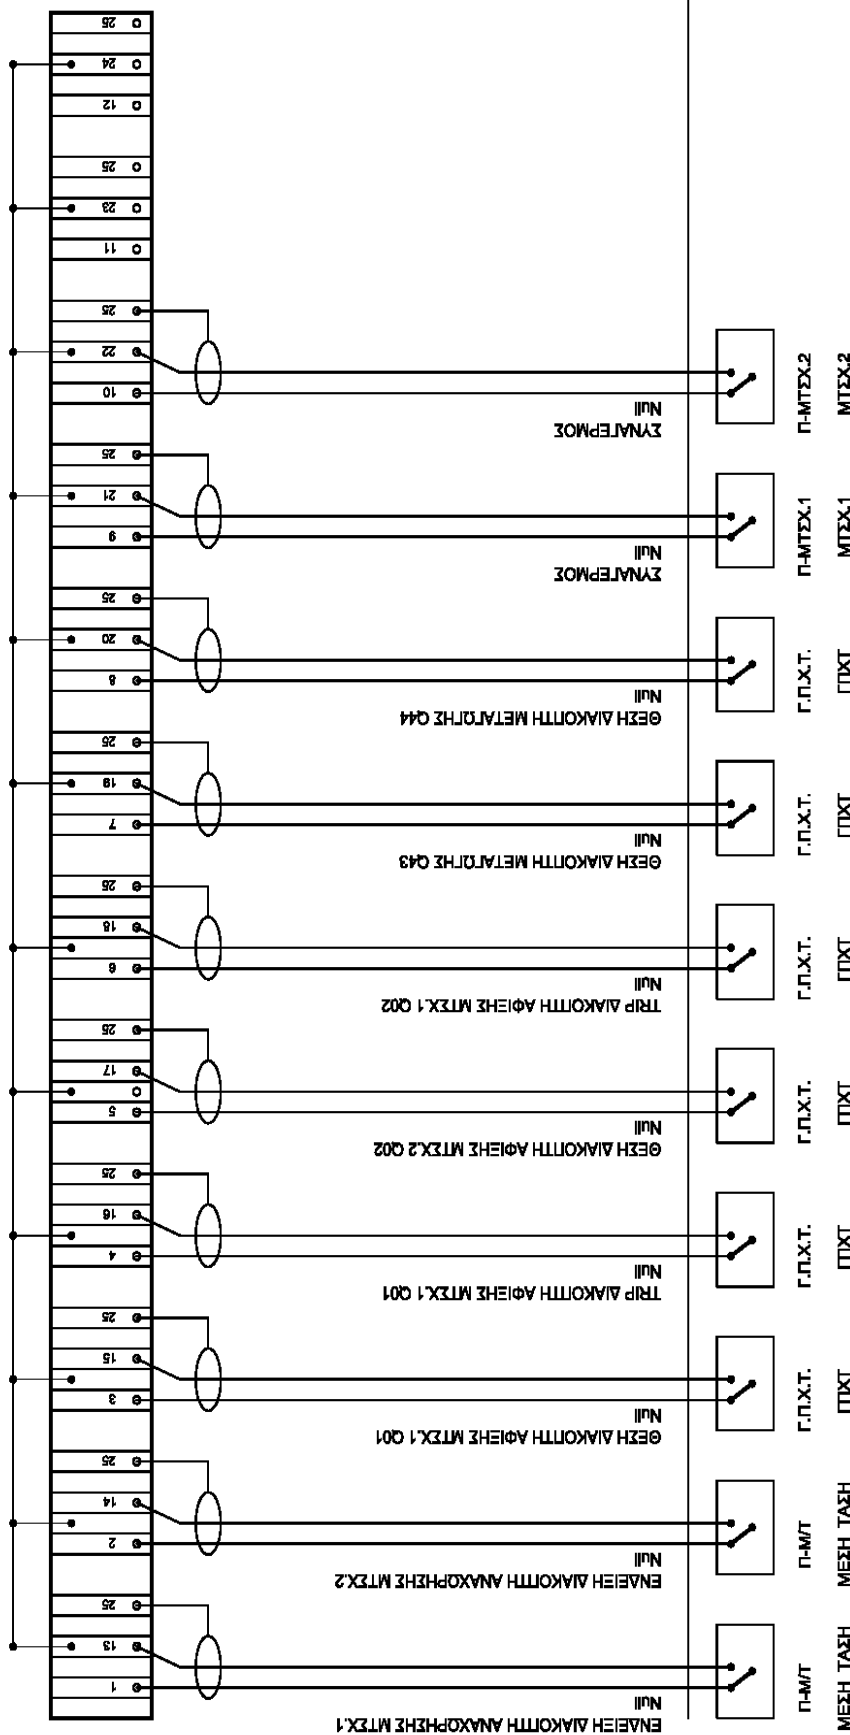 ΕΝΔΕΙΞΗ ΔΙΑΚΟΠΤΗ ΑΝΑΧΩΡΗΣΗΣ ΜΤΣΧ.1
Null
1
13
25
Π-Μ/Τ
ΜΕΣΗ ΤΑΣΗ
ΕΝΔΕΙΞΗ ΔΙΑΚΟΠΤΗ ΑΝΑΧΩΡΗΣΗΣ ΜΤΣΧ.2
Null
2
14
25
Π-Μ/Τ
ΜΕΣΗ ΤΑΣΗ
ΘΕΣΗ ΔΙΑΚΟΠΤΗ ΑΦΙΞΗΣ ΜΤΣΧ.1 Q01
Null
3
15
25
Γ.Π.Χ.Τ.
ΓΠΧΤ
TRIP ΔΙΑΚΟΠΤΗ ΑΦΙΞΗΣ ΜΤΣΧ.1 Q01
Null
4
16
25
Γ.Π.Χ.Τ.
ΓΠΧΤ
ΘΕΣΗ ΔΙΑΚΟΠΤΗ ΑΦΙΞΗΣ ΜΤΣΧ.2 Q02
Null
5
17
25
Γ.Π.Χ.Τ.
ΓΠΧΤ
TRIP ΔΙΑΚΟΠΤΗ ΑΦΙΞΗΣ ΜΤΣΧ.1 Q02
Null
6
18
25
Γ.Π.Χ.Τ.
ΓΠΧΤ
ΘΕΣΗ ΔΙΑΚΟΠΤΗ ΜΕΤΑΓΩΓΗΣ Q43
Null
7
19
25
Γ.Π.Χ.Τ.
ΓΠΧΤ
ΘΕΣΗ ΔΙΑΚΟΠΤΗ ΜΕΤΑΓΩΓΗΣ Q44
Null
8
20
25
Γ.Π.Χ.Τ.
ΓΠΧΤ
ΣΥΝΑΓΕΡΜΟΣ
Null
9
21
25
Π-ΜΤΣΧ.1
ΜΤΣΧ.1
ΣΥΝΑΓΕΡΜΟΣ
Null
10
22
25
Π-ΜΤΣΧ.2
ΜΤΣΧ.2
11
23
25
12
24
25